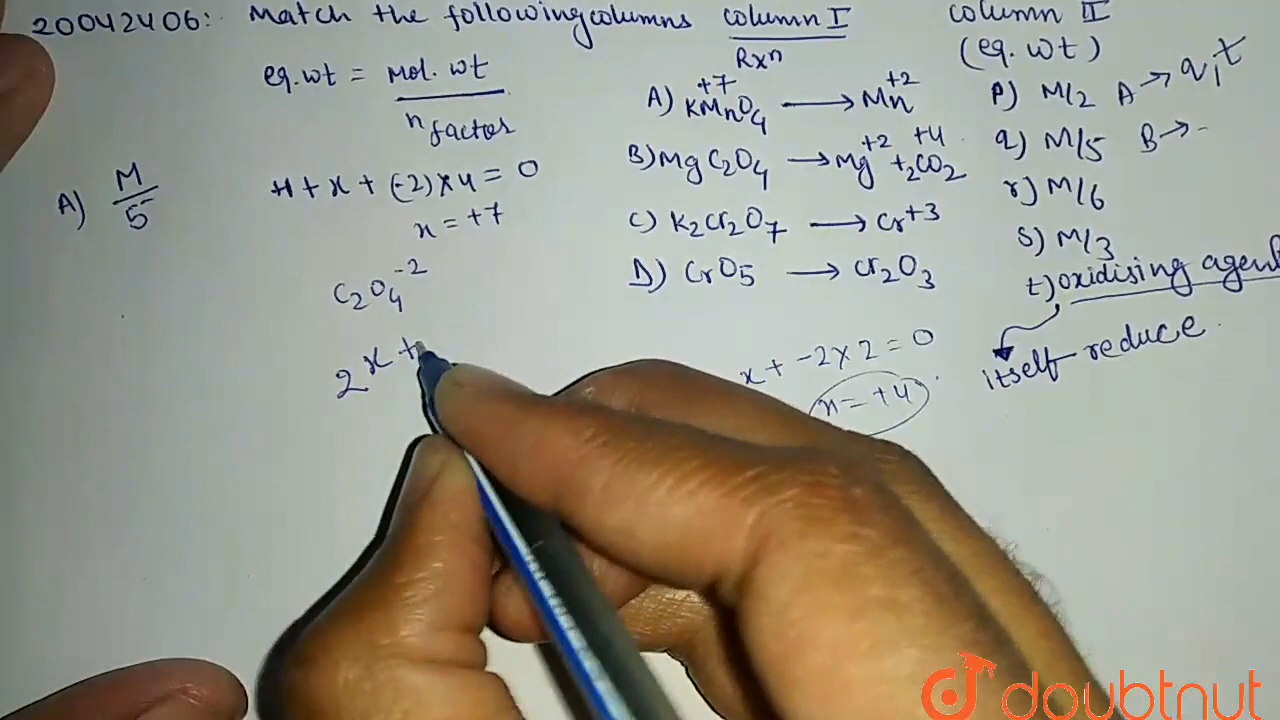 20042406: Match the following columns column I column II
Rxn (eq. wt)
eq.wt = Mol. wt / n factor
A) KMnO4 → Mn +7 +2
B) MgC2O4 → Mg +2CO2 +2 +4
C) K2Cr2O7 → Cr+3
D) CrO5 → Cr2O3
P) M/2 A → q, t
q) M/5 B →
r) M/6
s) M/3
t) oxidising agent
itself reduce
A) M/5
+1 + x + (-2)×4 = 0
x = +7
C2O4 -2
2x +
x + -2×2 = 0
x = +4
doubtnut